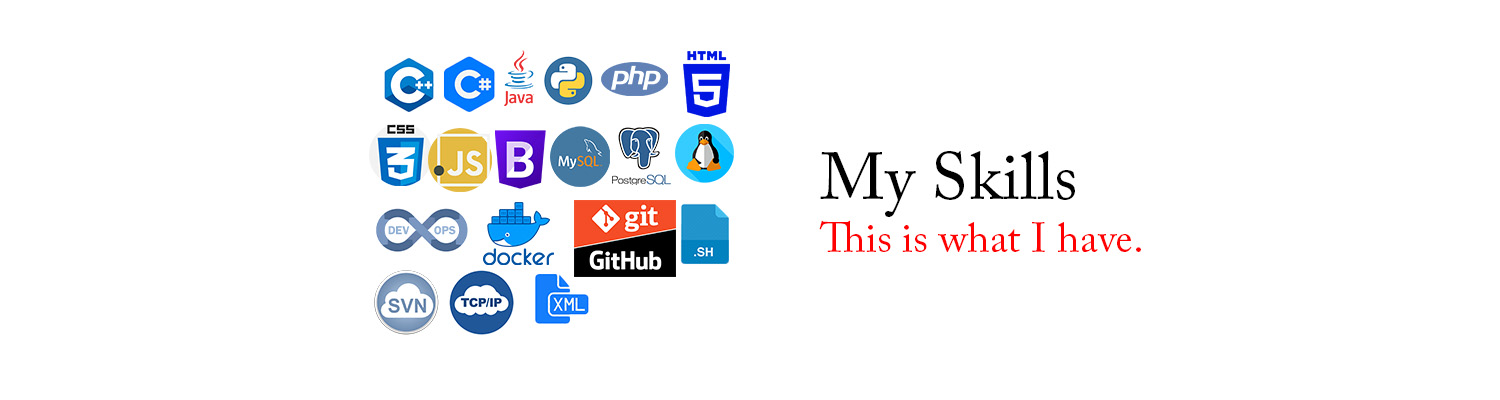 C++
C#
Java
php
HTML
5
CSS
3
JS
B
MySQL
PostgreSQL
DEV OPS
docker
git
GitHub
.SH
SVN
TCP/IP
XML
My Skills
This is what I have.